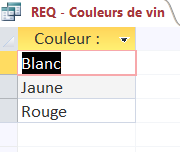 REQ - Couleurs de vin
Couleur :
Blanc
Jaune
Rouge